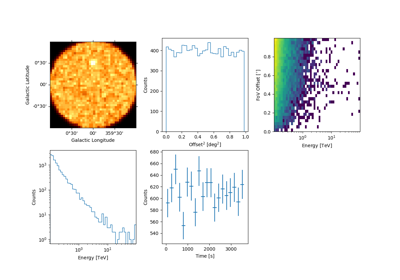 Galactic Latitude
0°30'
00'
-0°30'
0°30' 00' 359°30'
Galactic Longitude
Counts
400
300
200
100
0
0.0 0.2 0.4 0.6 0.8 1.0
Offset² [deg²]
FoV Offset [°]
0.8
0.6
0.4
0.2
0.0
10⁰ 10¹
Energy [TeV]
Counts
10³
10²
10¹
10⁰
10⁰ 10¹
Energy [TeV]
Counts
680
660
640
620
600
580
560
540
0 1000 2000 3000
Time [s]